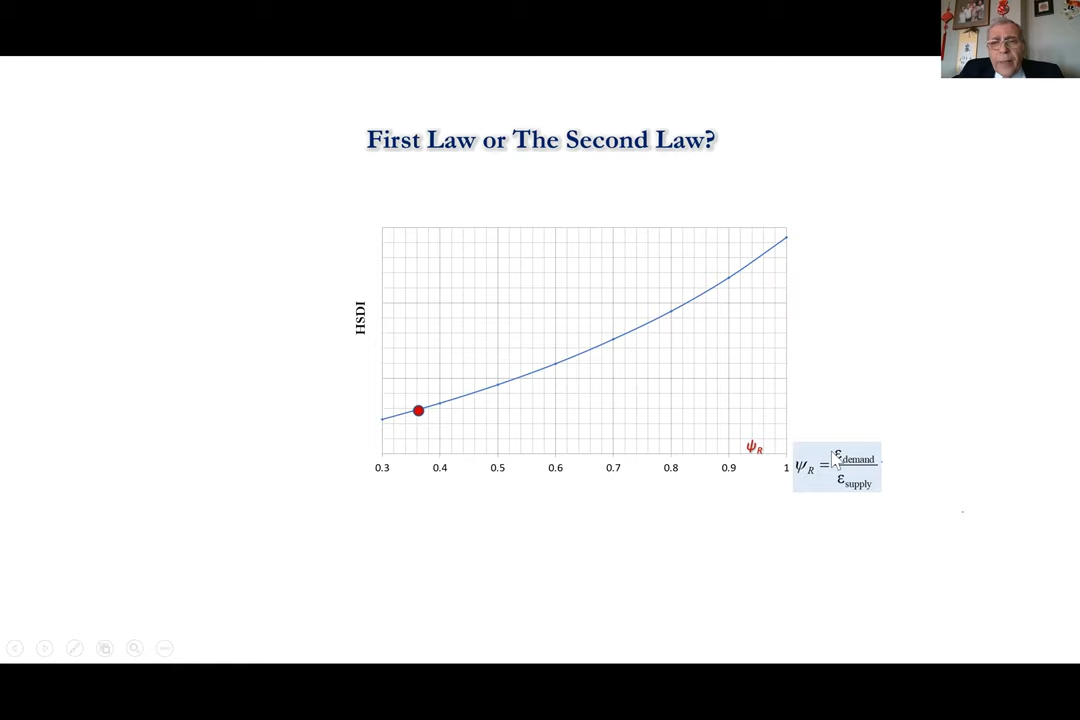 First Law or The Second Law?
HSDI
ψR
0.3 0.4 0.5 0.6 0.7 0.8 0.9 1
ψR = εdemand / εsupply